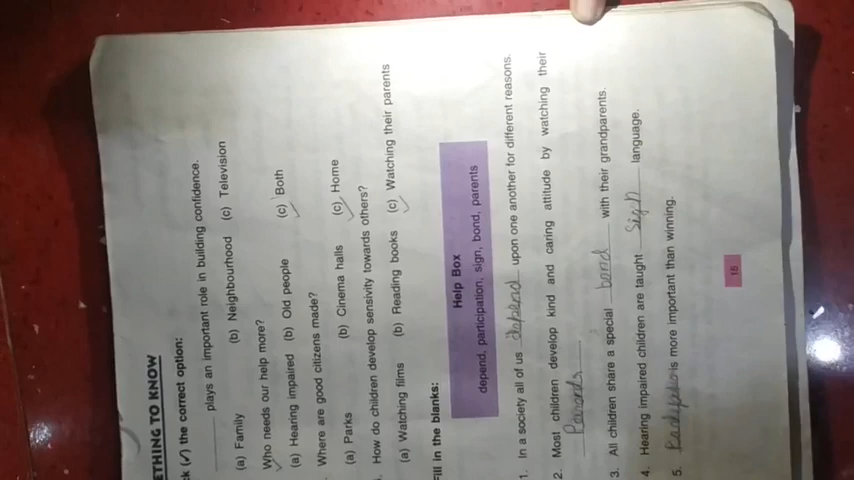 ETHING TO KNOW
ck (✓) the correct option:
______ plays an important role in building confidence.
(a) Family (b) Neighbourhood (c) Television
Who needs our help more?
(a) Hearing impaired (b) Old people (c) Both
Where are good citizens made?
(a) Parks (b) Cinema halls (c) Home
How do children develop sensivity towards others?
(a) Watching films (b) Reading books (c) Watching their parents
Fill in the blanks:
Help Box
depend, participation, sign, bond, parents
1. In a society all of us depend upon one another for different reasons.
2. Most children develop kind and caring attitude by watching their
Parents.
3. All children share a special bond with their grandparents.
4. Hearing impaired children are taught Sign language.
5. is more important than winning.
15